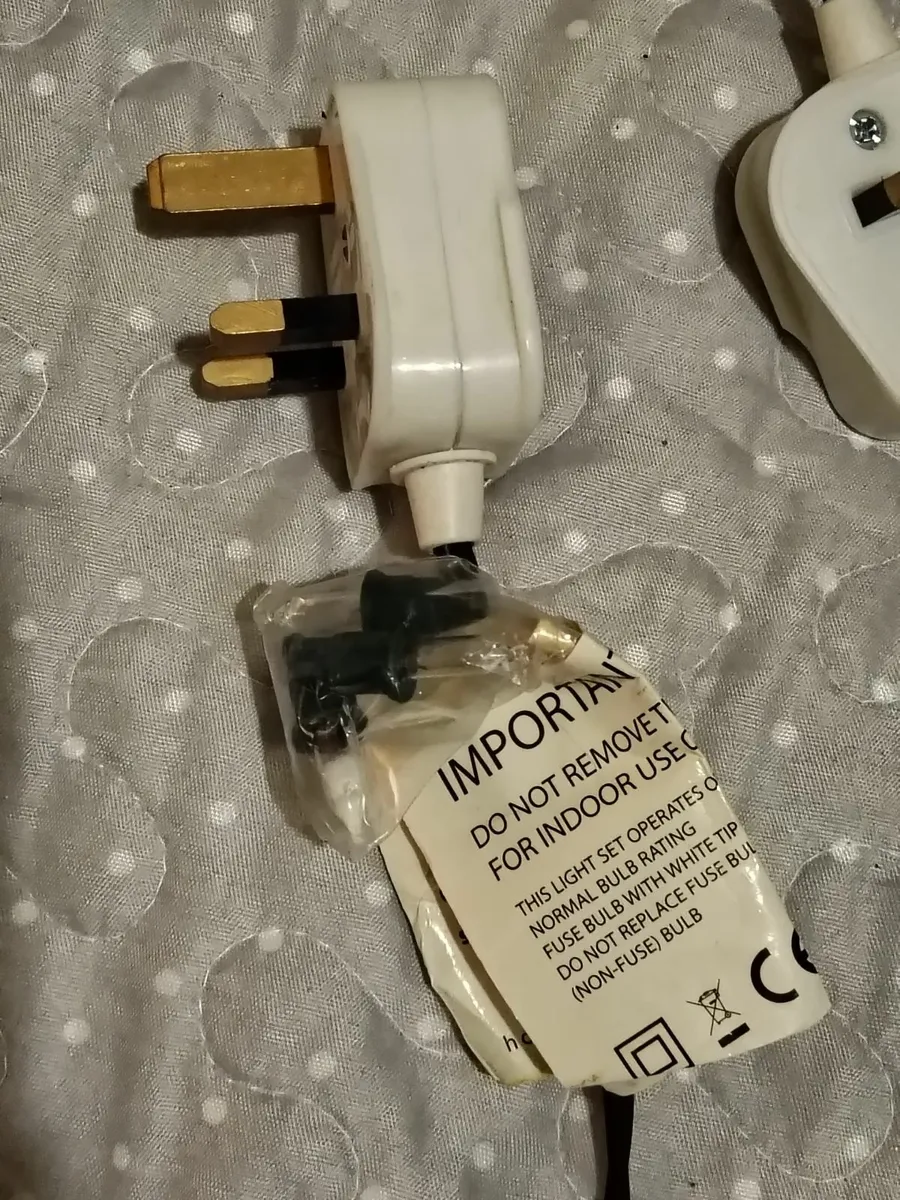 IMPORTANT
DO NOT REMOVE T
FOR INDOOR USE O
THIS LIGHT SET OPERATES O
NORMAL BULB RATING
FUSE BULB WITH WHITE TIP
DO NOT REPLACE FUSE BUL
(NON-FUSE) BULB
CE